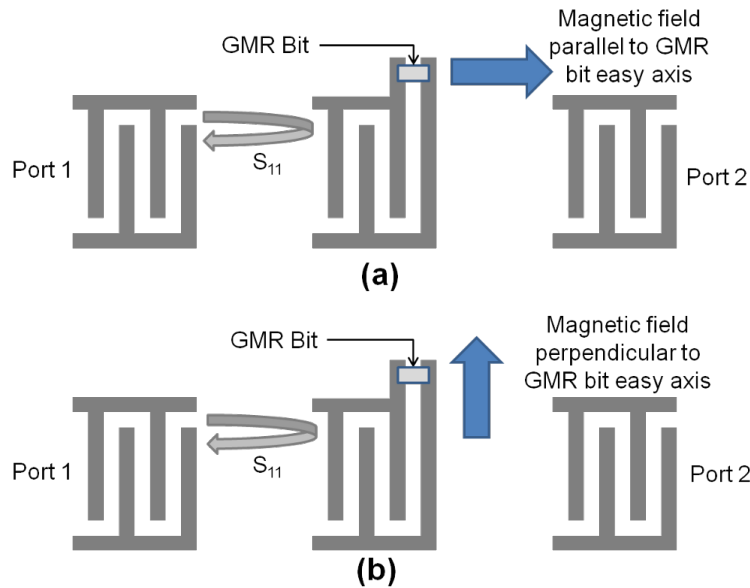 GMR Bit
Magnetic field
parallel to GMR
bit easy axis
Port 1
S₁₁
Port 2
(a)
GMR Bit
Magnetic field
perpendicular to
GMR bit easy axis
Port 1
S₁₁
Port 2
(b)